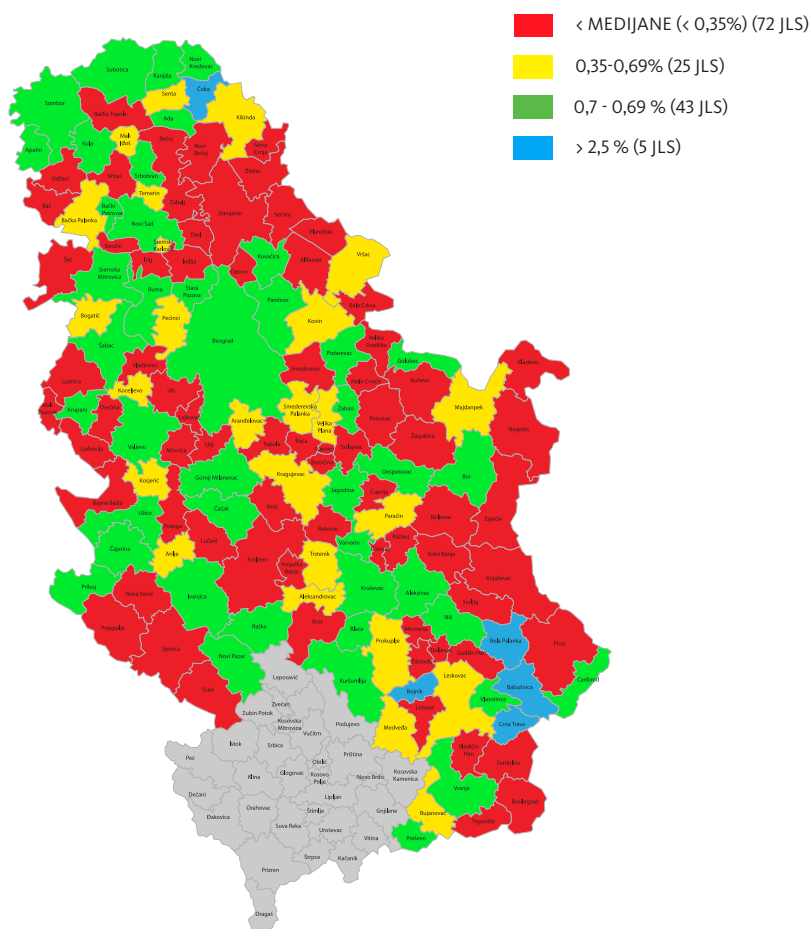 < MEDIJANE (< 0,35%) (72 JLS)
0,35-0,69% (25 JLS)
0,7 - 0,69 % (43 JLS)
> 2,5 % (5 JLS)
Subotica
Kanjiža
Novi
Kneževac
Senta
Čoka
Sombor
Bačka Topola
Ada
Kikinda
Mali
Iđoš
Bečej
Novi
Bečej
Nova
Crnja
Apatin
Kula
Odžaci
Vrbas
Srbobran
Žitište
Bač
Bačka Palanka
Bački
Petrovac
Temerin
Žabalj
Zrenjanin
Sečanj
Novi Sad
Titel
Plandište
Beočin
Sremski
Karlovci
Šid
Sremska
Mitrovica
Irig
Inđija
Opovo
Kovačica
Alibunar
Vršac
Ruma
Stara
Pazova
Pančevo
Bela Crkva
Bogatić
Pećinci
Beograd
Kovin
Šabac
Požarevac
Veliko
Gradište
Golubac
Kladovo
Loznica
Vladimirci
Smederevo
Malo Crniće
Kučevo
Koceljevo
Ub
Majdanpek
Mali
Zvornik
Krupanj
Osečina
Lajkovac
Aranđelovac
Smederevska
Palanka
Velika
Plana
Žabari
Petrovac
Negotin
Ljubovija
Valjevo
Mionica
Ljig
Topola
Rača
Lapovo
Batočina
Svilajnac
Žagubica
Kosjerić
Gornji Milanovac
Kragujevac
Despotovac
Bor
Bajina Bašta
Užice
Požega
Čačak
Knić
Jagodina
Ćuprija
Paraćin
Boljevac
Zaječar
Čajetina
Arilje
Lučani
Kraljevo
Rekovac
Varvarin
Ćićevac
Ražanj
Soko Banja
Vrnjačka
Banja
Trstenik
Knjaževac
Priboj
Nova Varoš
Ivanjica
Aleksandrovac
Kruševac
Aleksinac
Svrljig
Prijepolje
Sjenica
Raška
Brus
Blace
Prokuplje
Merošina
Niš
Bela Palanka
Pirot
Novi Pazar
Kuršumlija
Žitorađa
Doljevac
Gadžin Han
Tutin
Bojnik
Leskovac
Babušnica
Caribrod
Leposavić
Lebane
Vlasotince
Crna Trava
Zvečan
Zubin Potok
Kosovska
Mitrovica
Podujevo
Medveđa
Vladičin
Han
Surdulica
Istok
Srbica
Vučitrn
Peć
Obilić
Priština
Kosovska
Kamenica
Vranje
Klina
Glogovac
Kosovo
Polje
Novo Brdo
Bosilegrad
Dečani
Lipljan
Bujanovac
Trgovište
Orahovac
Štimlje
Gnjilane
Đakovica
Suva Reka
Uroševac
Vitina
Preševo
Štrpce
Kačanik
Prizren
Dragaš